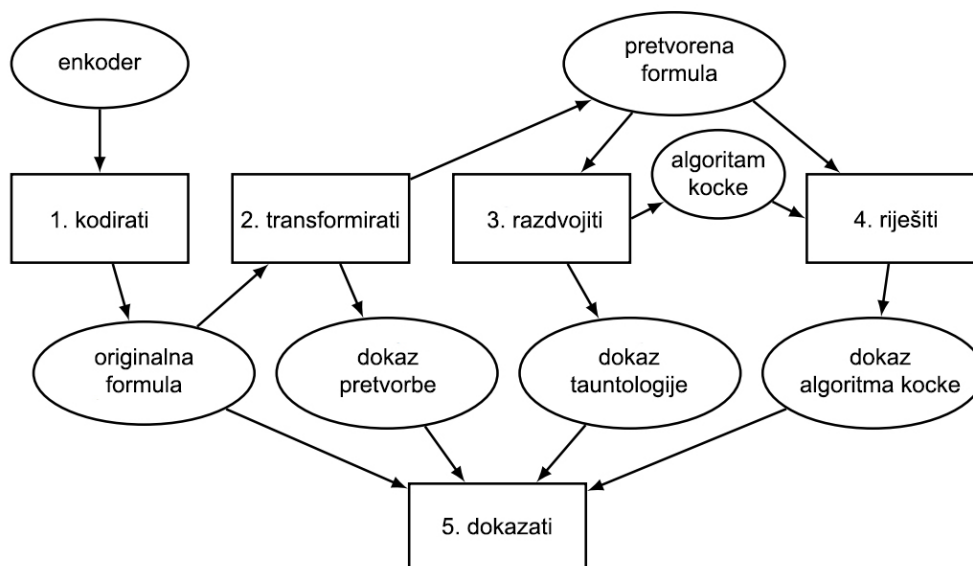 enkoder
pretvorena
formula
algoritam
kocke
1. kodirati
2. transformirati
3. razdvojiti
4. riješiti
originalna
formula
dokaz
pretvorbe
dokaz
tauntologije
dokaz
algoritma kocke
5. dokazati